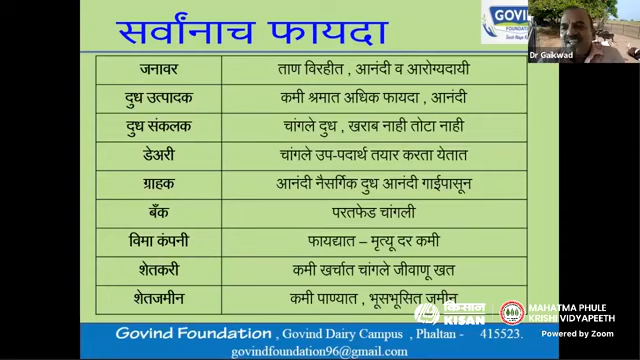 सर्वांनाच फायदा
GOVIND
FOUNDATION
Dr Gaikwad
जनावर ताण विरहीत , आनंदी व आरोग्यदायी
दुध उत्पादक कमी श्रमात अधिक फायदा , आनंदी
दुध संकलक चांगले दुध , खराब नाही तोटा नाही
डेअरी चांगले उप-पदार्थ तयार करता येतात
ग्राहक आनंदी नैसर्गिक दुध आनंदी गाईपासून
बँक परतफेड चांगली
विमा कंपनी फायद्यात – मृत्यू दर कमी
शेतकरी कमी खर्चात चांगले जीवाणू खत
शेतजमीन कमी पाण्यात , भूसभूसित जमीन
किसान
KISAN
MAHATMA PHULE
KRISHI VIDYAPEETH
Powered by Zoom
Govind Foundation , Govind Dairy Campus , Phaltan - 415523.
govindfoundation96@gmail.com